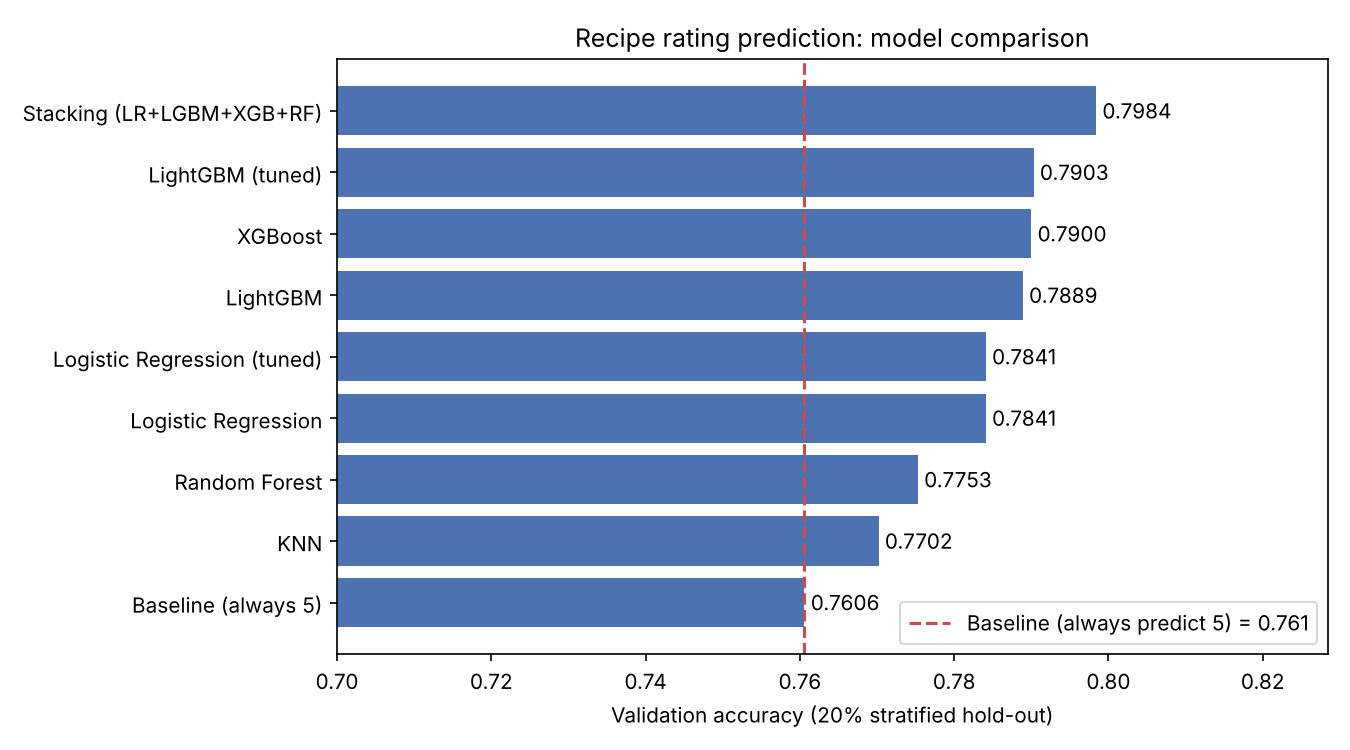 Recipe rating prediction: model comparison
Stacking (LR+LGBM+XGB+RF) 0.7984
LightGBM (tuned) 0.7903
XGBoost 0.7900
LightGBM 0.7889
Logistic Regression (tuned) 0.7841
Logistic Regression 0.7841
Random Forest 0.7753
KNN 0.7702
Baseline (always 5) 0.7606
Baseline (always predict 5) = 0.761
0.70 0.72 0.74 0.76 0.78 0.80 0.82
Validation accuracy (20% stratified hold-out)